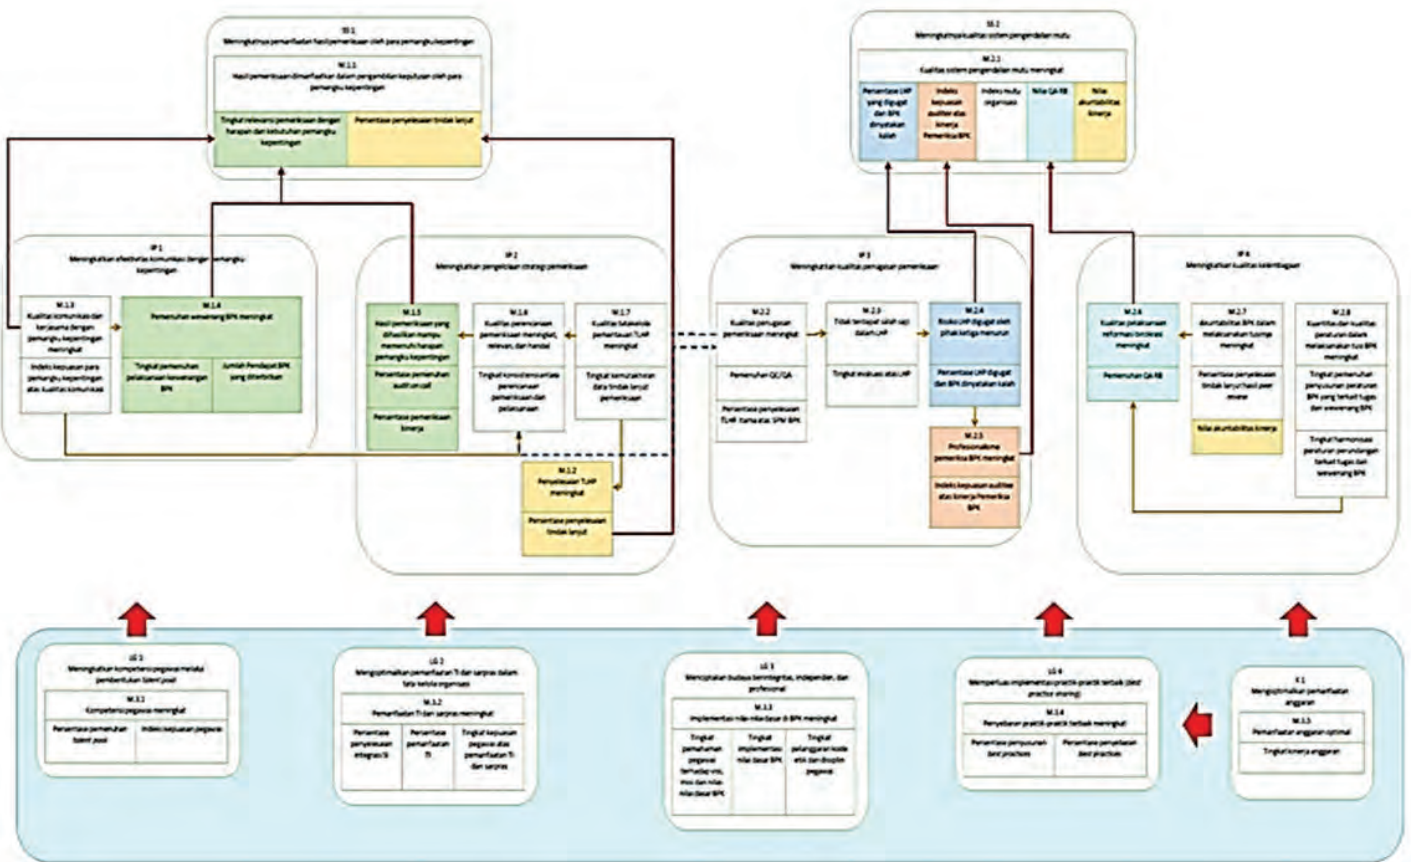 SS 1
Meningkatnya pemanfaatan hasil pemeriksaan oleh para pemangku kepentingan
M.1.1
Hasil pemeriksaan dimanfaatkan dalam pengambilan keputusan oleh para
pemangku kepentingan
Tingkat relevansi pemeriksaan dengan
harapan dan kebutuhan pemangku
kepentingan
Persentase penyelesaian tindak lanjut
SS 2
Meningkatnya kualitas sistem pengendalian mutu
M.2.1
Kualitas sistem pengendalian mutu meningkat
Persentase LHP
yang digugat
dan BPK
dinyatakan
kalah
Indeks
kepuasan
auditee atas
kinerja
Pemeriksa BPK
Indeks mutu
organisasi
Nilai QA RB
Nilai
akuntabilitas
kinerja
IP 1
Meningkatkan efektivitas komunikasi dengan pemangku
kepentingan
M.1.3
Kualitas komunikasi dan
kerjasama dengan
pemangku kepentingan
meningkat
Indeks kepuasan para
pemangku kepentingan
atas kualitas komunikasi
M.1.4
Pemenuhan wewenang BPK meningkat
Tingkat pemenuhan
pelaksanaan kewenangan
BPK
Jumlah Pendapat BPK
yang diterbitkan
IP 2
Meningkatkan pengelolaan strategi pemeriksaan
M.1.5
Hasil pemeriksaan yang
dihasilkan mampu
memenuhi harapan
pemangku kepentingan
Persentase pemenuhan
audit on call
Persentase pemeriksaan
kinerja
M.1.6
Kualitas perencanaan
pemeriksaan meningkat,
relevan, dan handal
Tingkat konsistensi antara
perencanaan
pemeriksaan dan
pelaksanaan
M.1.7
Kualitas tatakelola
pemantauan TLHP
meningkat
Tingkat kemutakhiran
data tindak lanjut
pemeriksaan
M.1.2
Penyelesaian TLHP
meningkat
Persentase penyelesaian
tindak lanjut
IP 3
Meningkatkan kualitas penugasan pemeriksaan
M.2.2
Kualitas penugasan
pemeriksaan meningkat
Pemenuhan QC/QA
Persentase penyelesaian
TLHP Itama atas SPM BPK
M.2.3
Tidak terdapat salah saji
dalam LHP
Tingkat evaluasi atas LHP
M.2.4
Risiko LHP digugat oleh
pihak ketiga menurun
Persentase LHP digugat
dan BPK dinyatakan kalah
M.2.5
Profesionalisme
pemeriksa BPK meningkat
Indeks kepuasan auditee
atas kinerja Pemeriksa
BPK
IP 4
Meningkatkan kualitas kelembagaan
M.2.6
Kualitas pelaksanaan
reformasi birokrasi
meningkat
Pemenuhan QA RB
M.2.7
Akuntabilitas BPK dalam
melaksanakan kinerja
meningkat
Persentase penyelesaian
tindak lanjut hasil peer
review
Nilai akuntabilitas kinerja
M.2.8
Kuantitas dan kualitas
peraturan dalam
melaksanakan tusi BPK
meningkat
Tingkat pemenuhan
penyusunan peraturan
BPK yang terkait tugas
dan wewenang BPK
Tingkat harmonisasi
peraturan perundangan
terkait tugas dan
wewenang BPK
LG 1
Meningkatkan kompetensi pegawai melalui
pembentukan talent pool
M.3.1
Kompetensi pegawai meningkat
Persentase pemenuhan
talent pool
Indeks kepuasan pegawai
LG 2
Mengoptimalkan pemanfaatan TI dan sarpras dalam
tata kelola organisasi
M.3.2
Pemanfaatan TI dan sarpras meningkat
Persentase
penyelesaian
integrasi SI
Persentase
pemanfaatan
TI
Tingkat kepuasan
pegawai atas
pemanfaatan TI
dan sarpras
LG 3
Menciptakan budaya berintegritas, independen, dan
profesional
M.3.3
Implementasi nilai-nilai dasar di BPK meningkat
Tingkat
pemahaman
pegawai
terhadap visi,
misi dan nilai-
nilai dasar BPK
Tingkat
implementasi
nilai dasar BPK
Tingkat
pelanggaran kode
etik dan disiplin
pegawai
LG 4
Memperluas implementasi praktik-praktik terbaik (best
practice sharing)
M.3.4
Penyebaran praktik-praktik terbaik meningkat
Persentase penyusunan
best practices
Persentase penyebaran
best practices
K 1
Mengoptimalkan pemanfaatan
anggaran
M.3.5
Pemanfaatan anggaran optimal
Tingkat kinerja anggaran